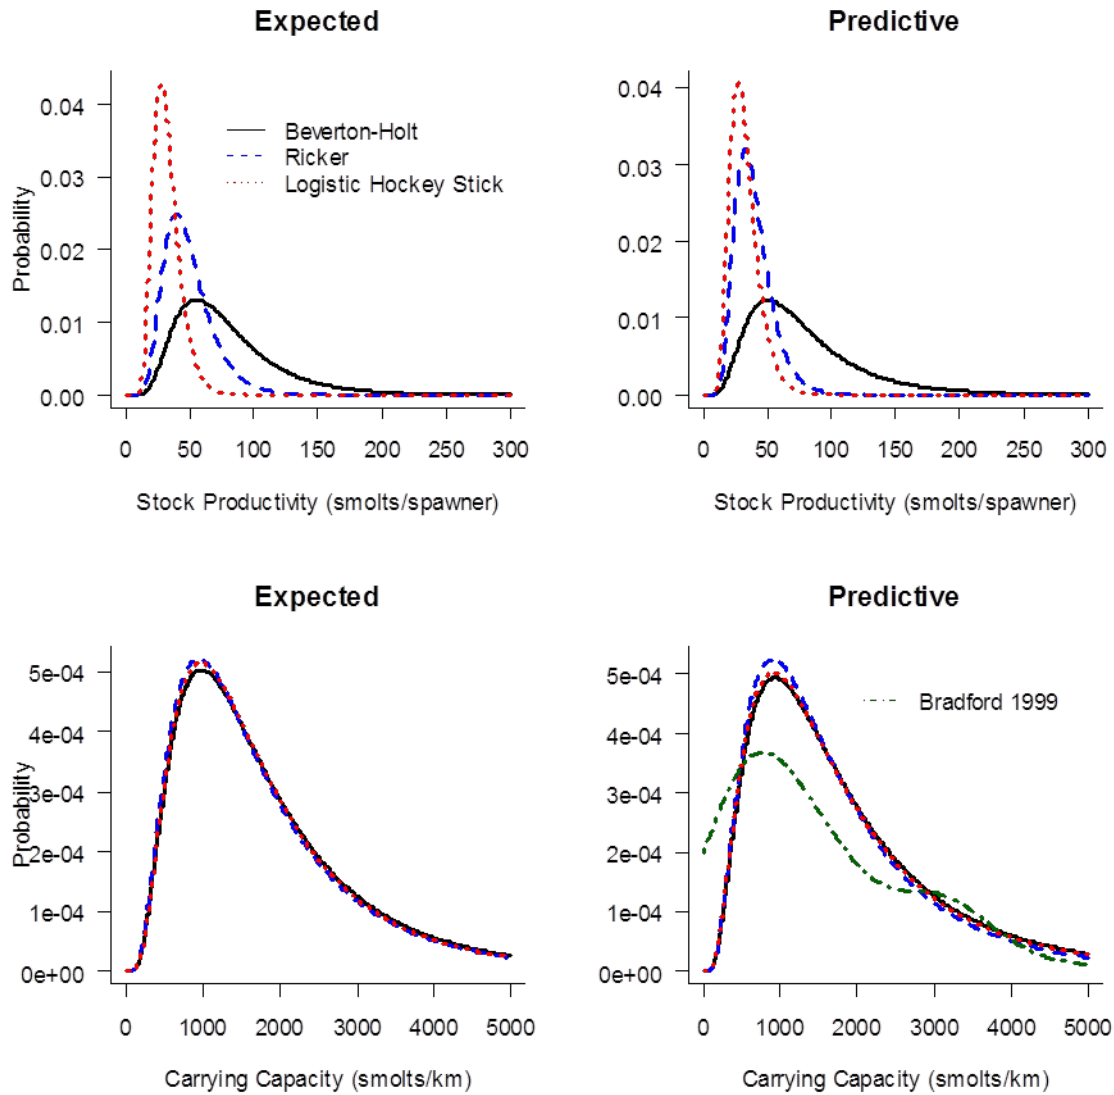 Expected
Probability
0.04
0.03
0.02
0.01
0.00
Beverton-Holt
Ricker
Logistic Hockey Stick
0 50 100 150 200 250 300
Stock Productivity (smolts/spawner)
Predictive
0.04
0.03
0.02
0.01
0.00
0 50 100 150 200 250 300
Stock Productivity (smolts/spawner)
Expected
Probability
5e-04
4e-04
3e-04
2e-04
1e-04
0e+00
0 1000 2000 3000 4000 5000
Carrying Capacity (smolts/km)
Predictive
5e-04
4e-04
3e-04
2e-04
1e-04
0e+00
Bradford 1999
0 1000 2000 3000 4000 5000
Carrying Capacity (smolts/km)